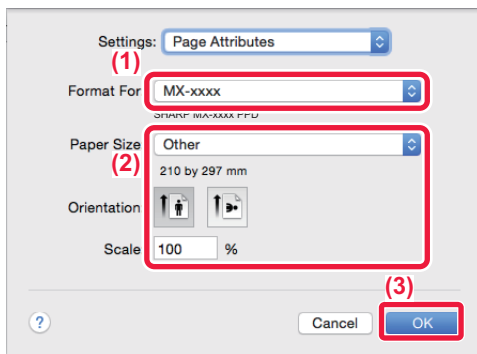 Settings: Page Attributes
(1)
Format For MX-xxxx
SHARP MX-xxxx PPD
Paper Size Other
(2)
210 by 297 mm
Orientation
Scale 100 %
(3)
? Cancel OK